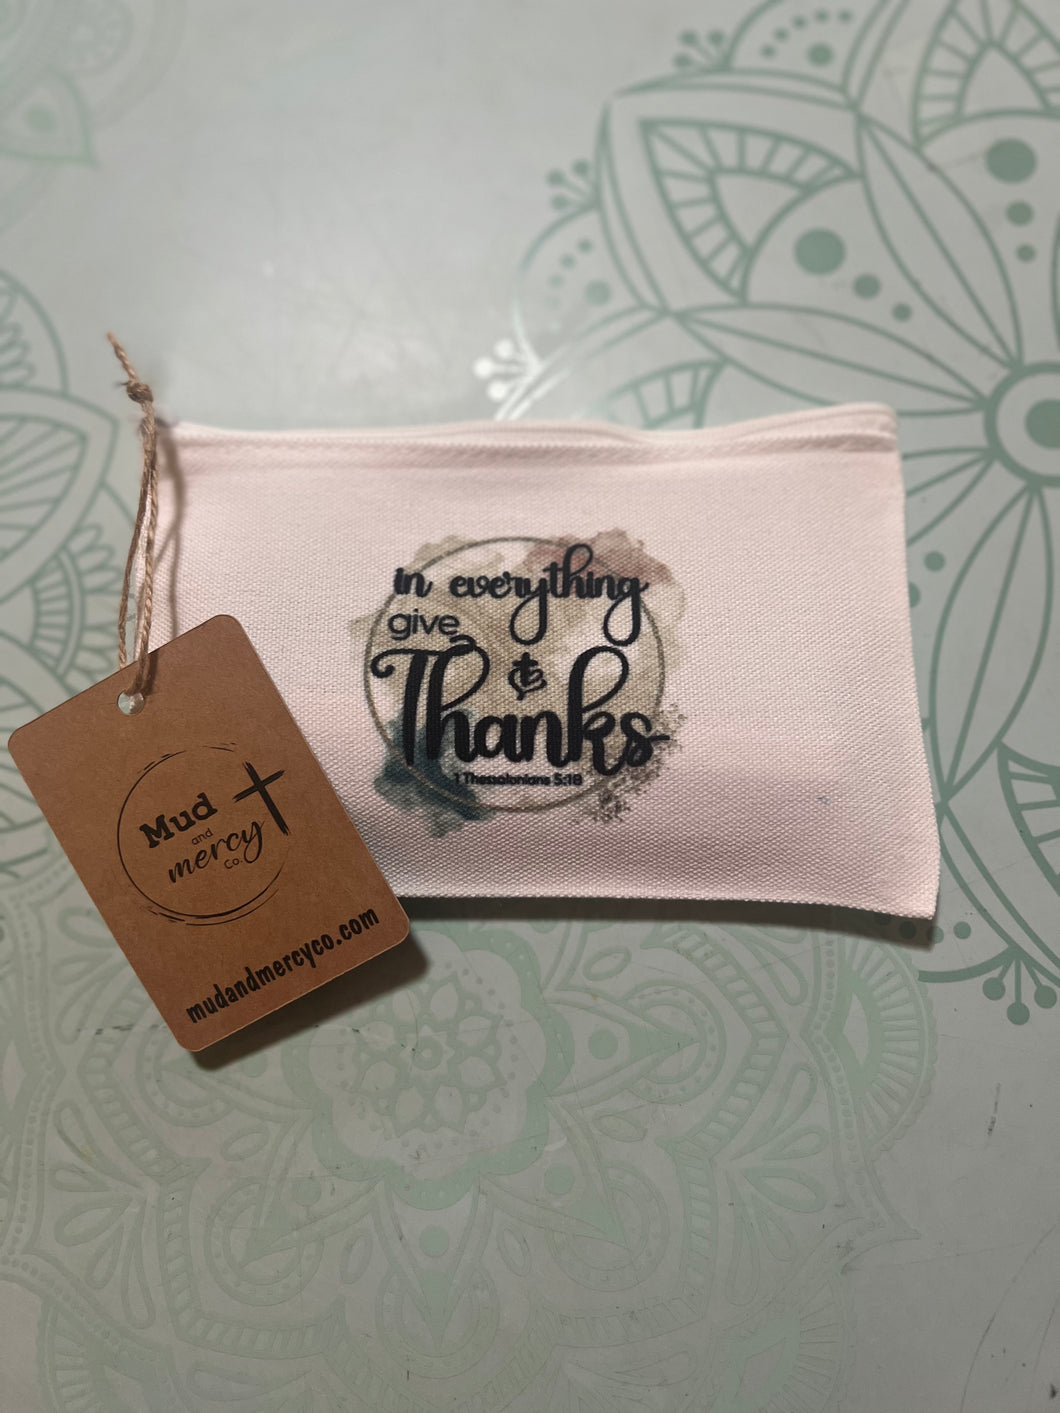 in everything
give
Thanks
1 Thessalonians 5:18
Mud
and
mercy
Co.
mudandmercyco.com